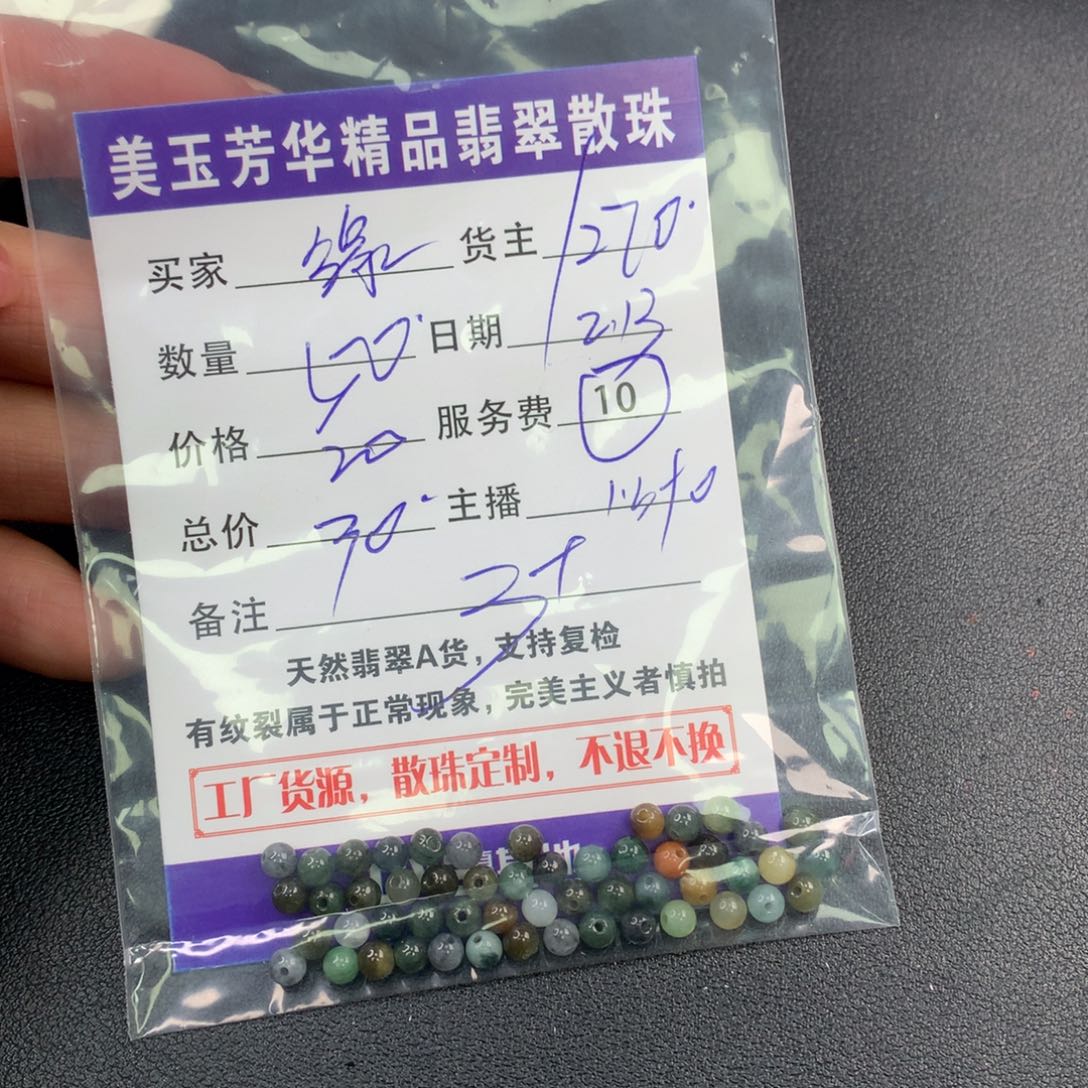 美玉芳华精品翡翠散珠
买家 缘 货主 1270
数量 日期 2.13
价格 20 服务费 10
总价 主播
备注
天然翡翠A货，支持复检
有纹裂属于正常现象，完美主义者慎拍
工厂货源，散珠定制，不退不换